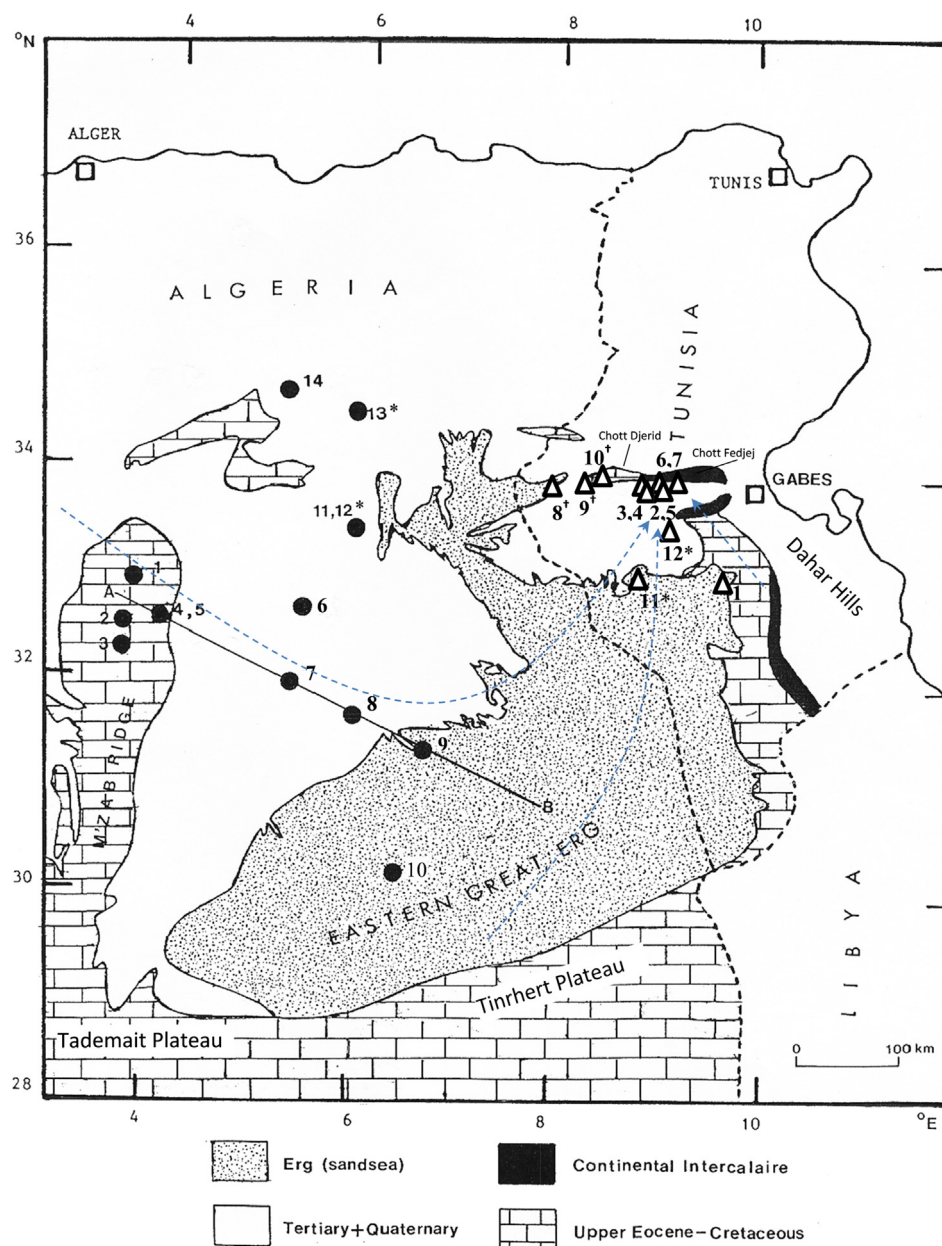 4 6 8 10
°N
ALGER
TUNIS
36
ALGERIA
TUNISIA
14
13*
34
Chott Djerid
10†
6,7
Chott Fedjej
GABES
11,12*
8†
9†
3,4
2,5
12*
Dahar Hills
1
A
2
4,5
6
11*
1
3
32
7
8
9
M'ZAB RIDGE
B
30
10
EASTERN GREAT ERG
LIBYA
Tinrhert Plateau
Tademait Plateau
0 100 km
28
4 6 8 10 °E
Erg (sandsea)
Continental Intercalaire
Tertiary+Quaternary
Upper Eocene-Cretaceous